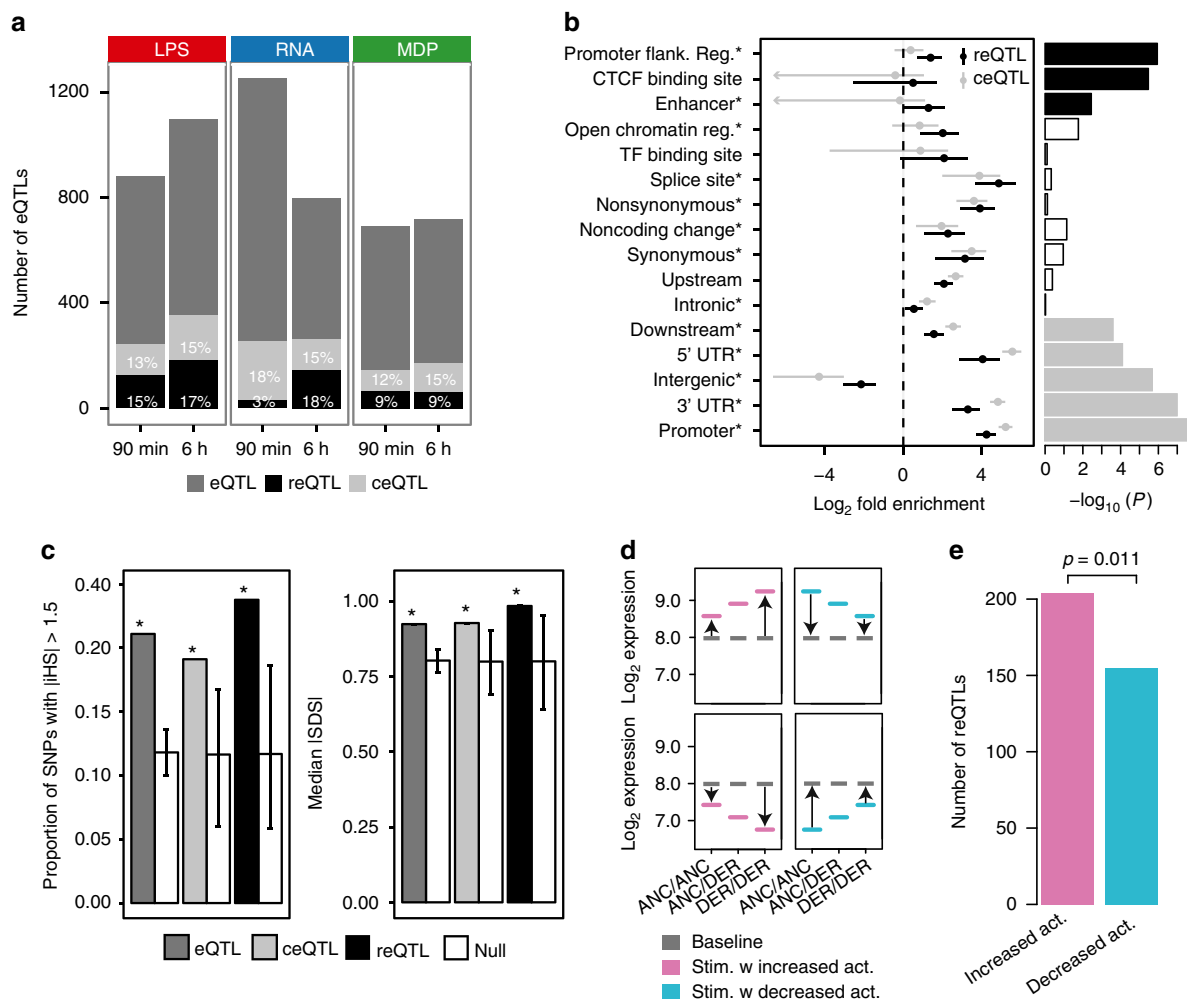 a
LPS
RNA
MDP
Number of eQTLs
1200
800
400
0
13%
15%
15%
17%
18%
3%
15%
18%
12%
9%
15%
9%
90 min
6 h
90 min
6 h
90 min
6 h
eQTL
reQTL
ceQTL
b
Promoter flank. Reg.*
CTCF binding site
Enhancer*
Open chromatin reg.*
TF binding site
Splice site*
Nonsynonymous*
Noncoding change*
Synonymous*
Upstream
Intronic*
Downstream*
5' UTR*
Intergenic*
3' UTR*
Promoter*
reQTL
ceQTL
−4
0
4
Log2 fold enrichment
0
2
4
6
−log10 (P)
c
Proportion of SNPs with |iHS| > 1.5
0.40
0.20
0.15
0.10
0.05
0.00
*
*
*
Median |SDS|
1.00
0.75
0.50
0.25
0.00
*
*
*
eQTL
ceQTL
reQTL
Null
d
Log2 expression
9.0
8.0
7.0
Log2 expression
9.0
8.0
7.0
ANC/ANC
ANC/DER
DER/DER
ANC/ANC
ANC/DER
DER/DER
Baseline
Stim. w increased act.
Stim. w decreased act.
e
p = 0.011
Number of reQTLs
200
150
100
50
0
Increased act.
Decreased act.